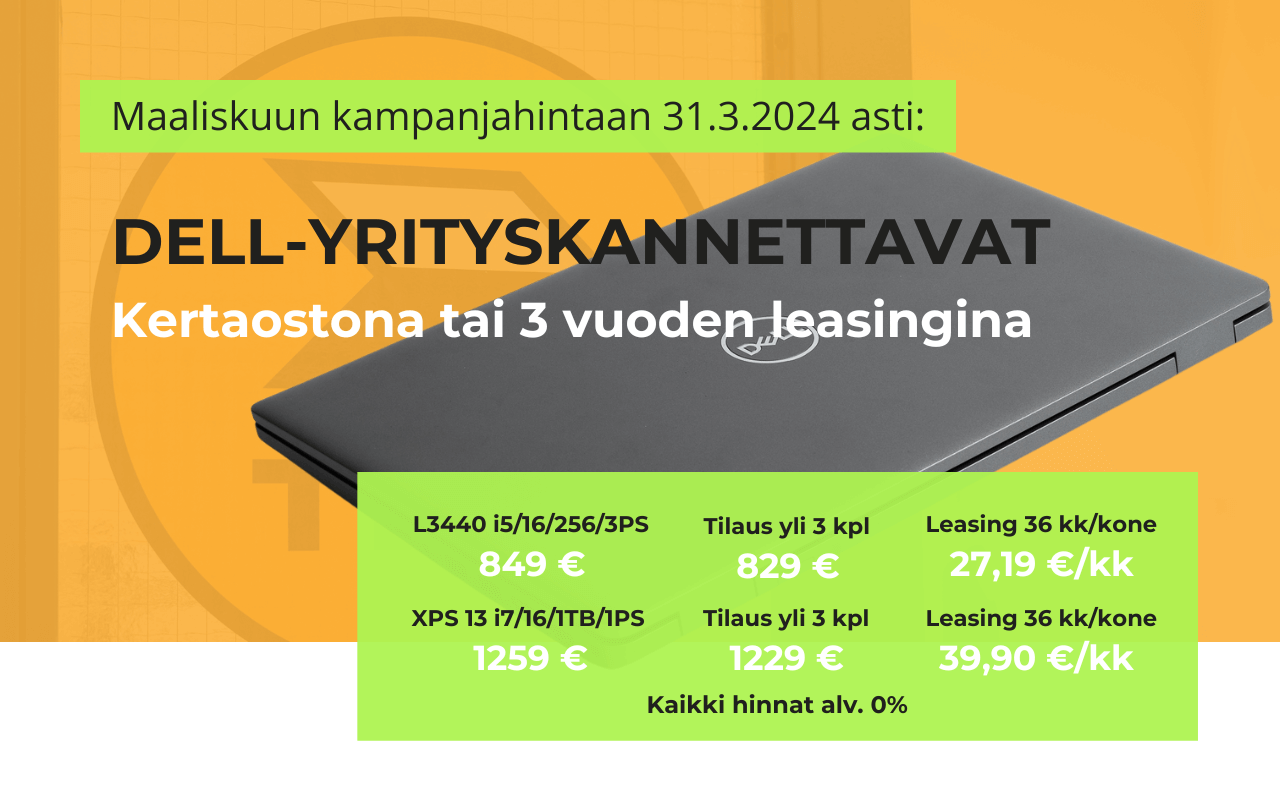 Maaliskuun kampanjahintaan 31.3.2024 asti:
DELL-YRITYSKANNETTAVAT
Kertaostona tai 3 vuoden leasingina
DELL
L3440 i5/16/256/3PS Tilaus yli 3 kpl Leasing 36 kk/kone
849 € 829 € 27,19 €/kk
XPS 13 i7/16/1TB/1PS Tilaus yli 3 kpl Leasing 36 kk/kone
1259 € 1229 € 39,90 €/kk
Kaikki hinnat alv. 0%